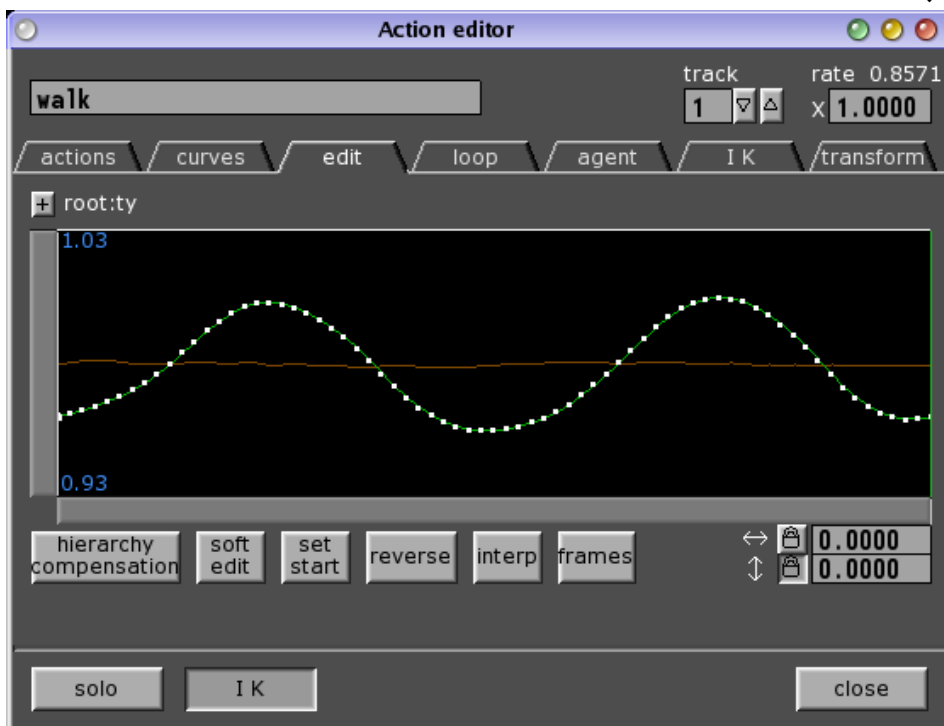 Action editor
track rate 0.8571
walk 1 X 1.0000
actions curves edit loop agent I K transform
+ root:ty
1.03
0.93
hierarchy compensation
soft edit
set start
reverse
interp
frames
0.0000
0.0000
solo I K close